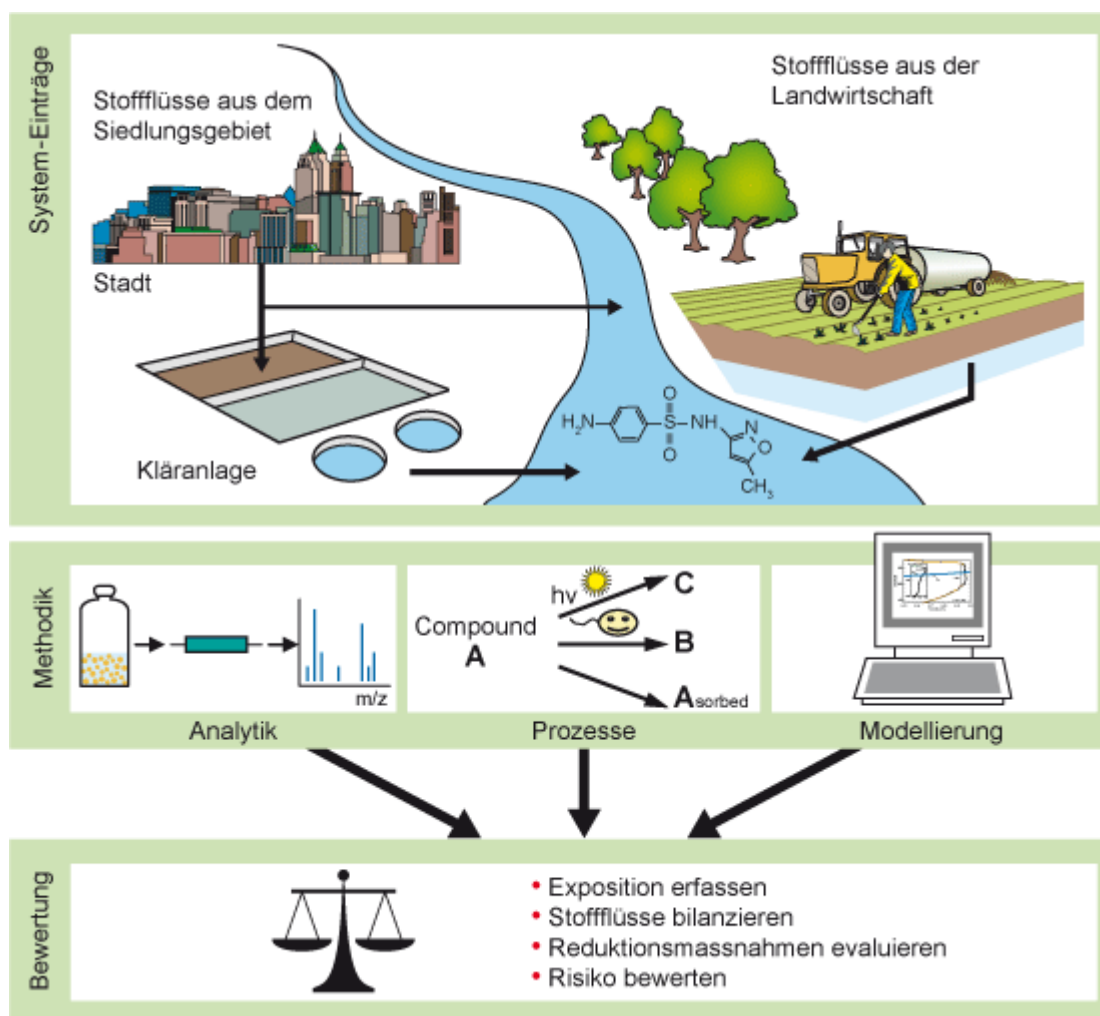 System-Einträge
Stoffflüsse aus dem
Siedlungsgebiet
Stadt
Kläranlage
Stoffflüsse aus der
Landwirtschaft
H₂N
O
S
O
NH
N
O
CH₃
Methodik
m/z
Analytik
Compound
A
hv
C
B
Asorbed
Prozesse
Modellierung
Bewertung
• Exposition erfassen
• Stoffflüsse bilanzieren
• Reduktionsmassnahmen evaluieren
• Risiko bewerten